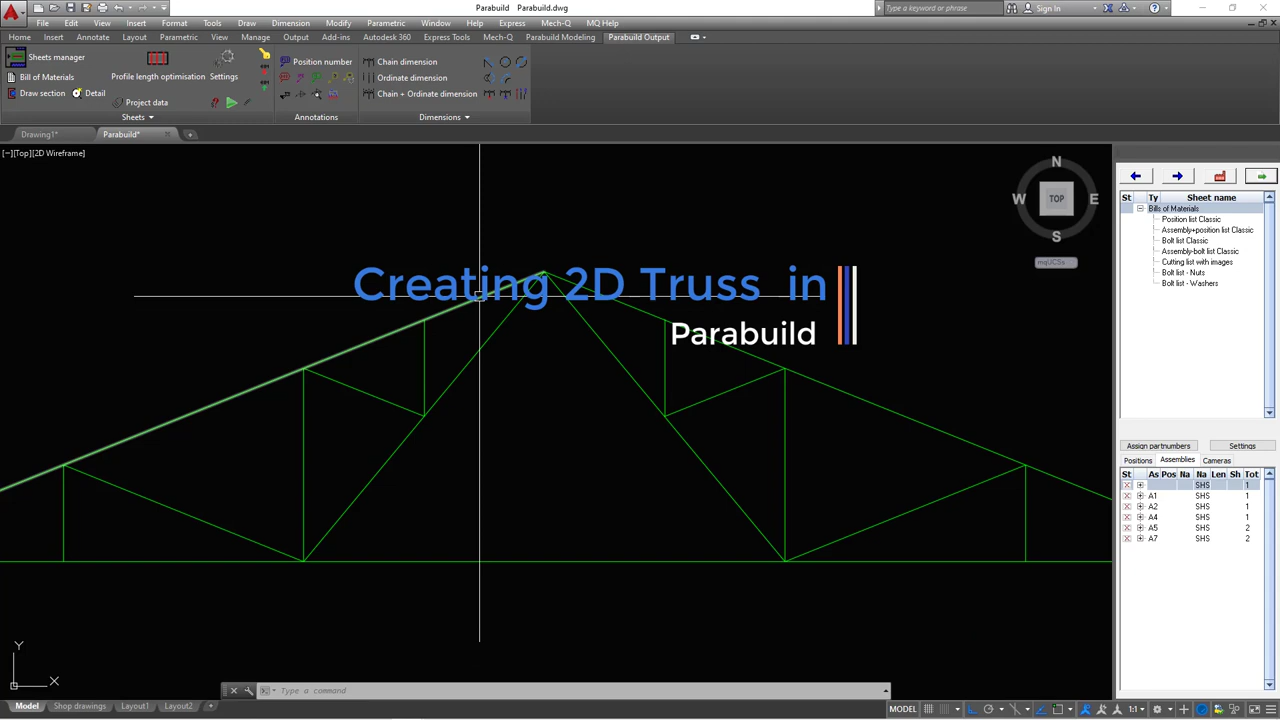 Parabuild Parabuild.dwg
Type a keyword or phrase
Sign In
File Edit View Insert Format Tools Draw Dimension Modify Parametric Window Help Express Mech-Q MQ Help
Home Insert Annotate Layout Parametric View Manage Output Add-ins Autodesk 360 Express Tools Mech-Q Parabuild Modeling Parabuild Output
Sheets manager
Bill of Materials
Draw section
Detail
Profile length optimisation
Settings
Project data
Sheets
Position number
Annotations
Chain dimension
Ordinate dimension
Chain + Ordinate dimension
Dimensions
Drawing1*
Parabuild*
[−][Top][2D Wireframe]
N
W TOP E
S
mqUCSs
Creating 2D Truss in
Parabuild
St Ty Sheet name
Bills of Materials
Position list Classic
Assembly+position list Classic
Bolt list Classic
Assembly-bolt list Classic
Cutting list with images
Bolt list - Nuts
Bolt list - Washers
Assign partnumbers Settings
Positions Assemblies Cameras
St As Pos Na Na Len Sh Tot
SHS 1
A1 SHS 1
A2 SHS 1
A4 SHS 1
A5 SHS 2
A7 SHS 2
Y
X
Type a command
Model Shop drawings Layout1 Layout2 +
MODEL 1:1